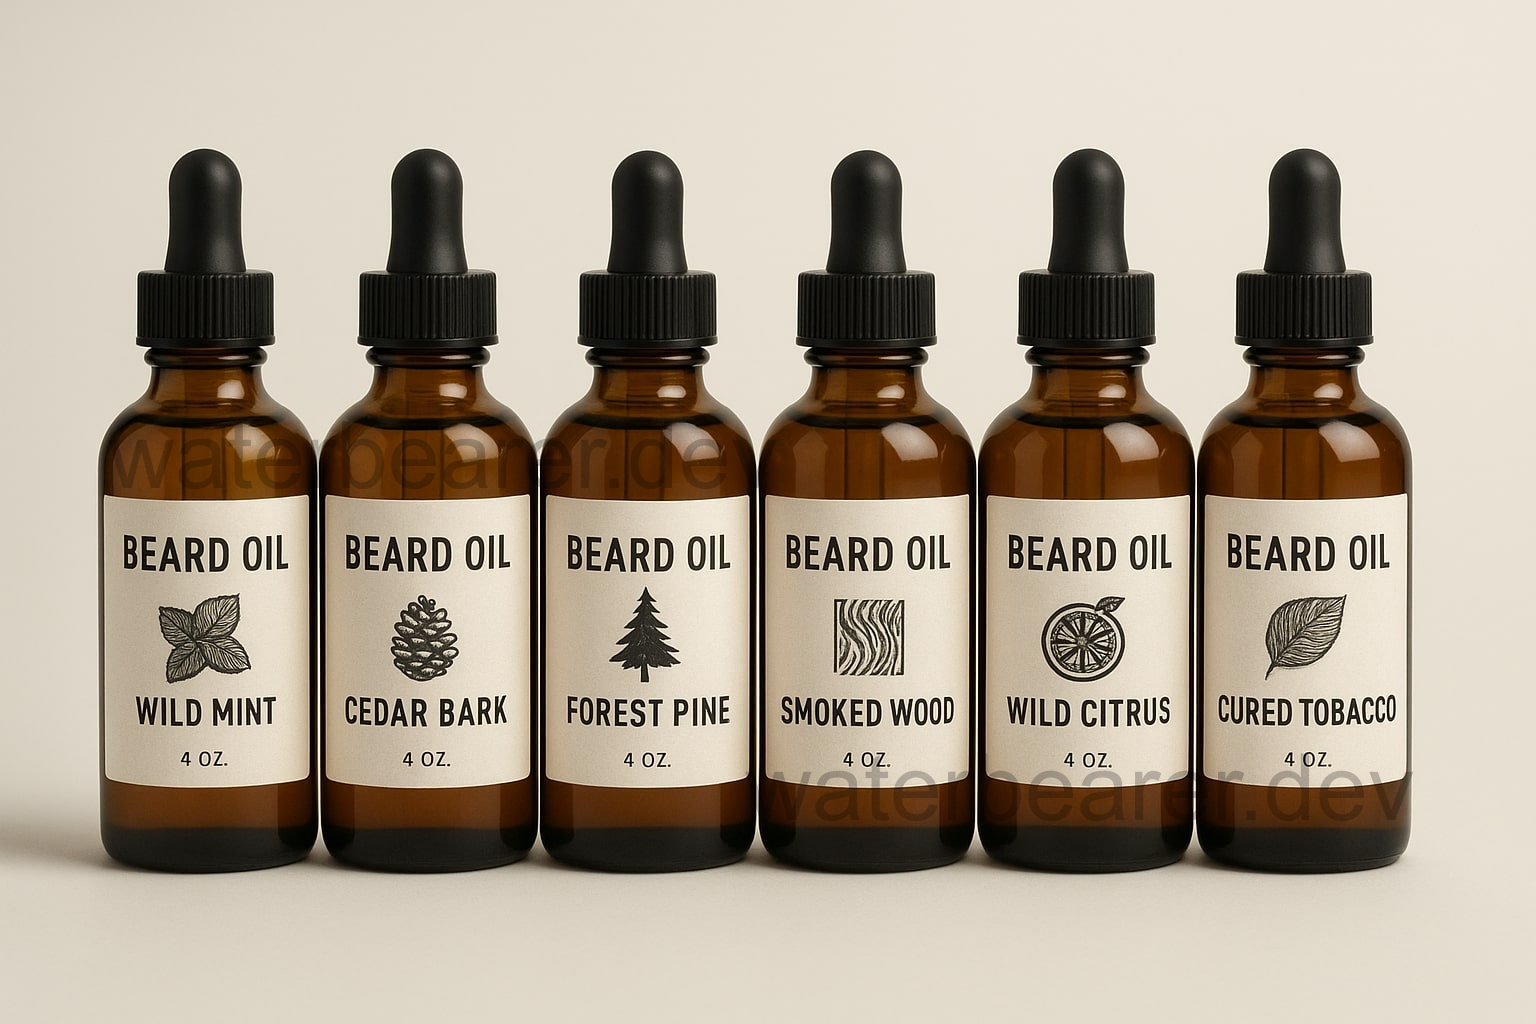 waterbearer.dev
BEARD OIL
WILD MINT
4 OZ.
BEARD OIL
CEDAR BARK
4 OZ.
BEARD OIL
FOREST PINE
4 OZ.
BEARD OIL
SMOKED WOOD
4 OZ.
BEARD OIL
WILD CITRUS
4 OZ.
BEARD OIL
CURED TOBACCO
4 OZ.
waterbearer.dev